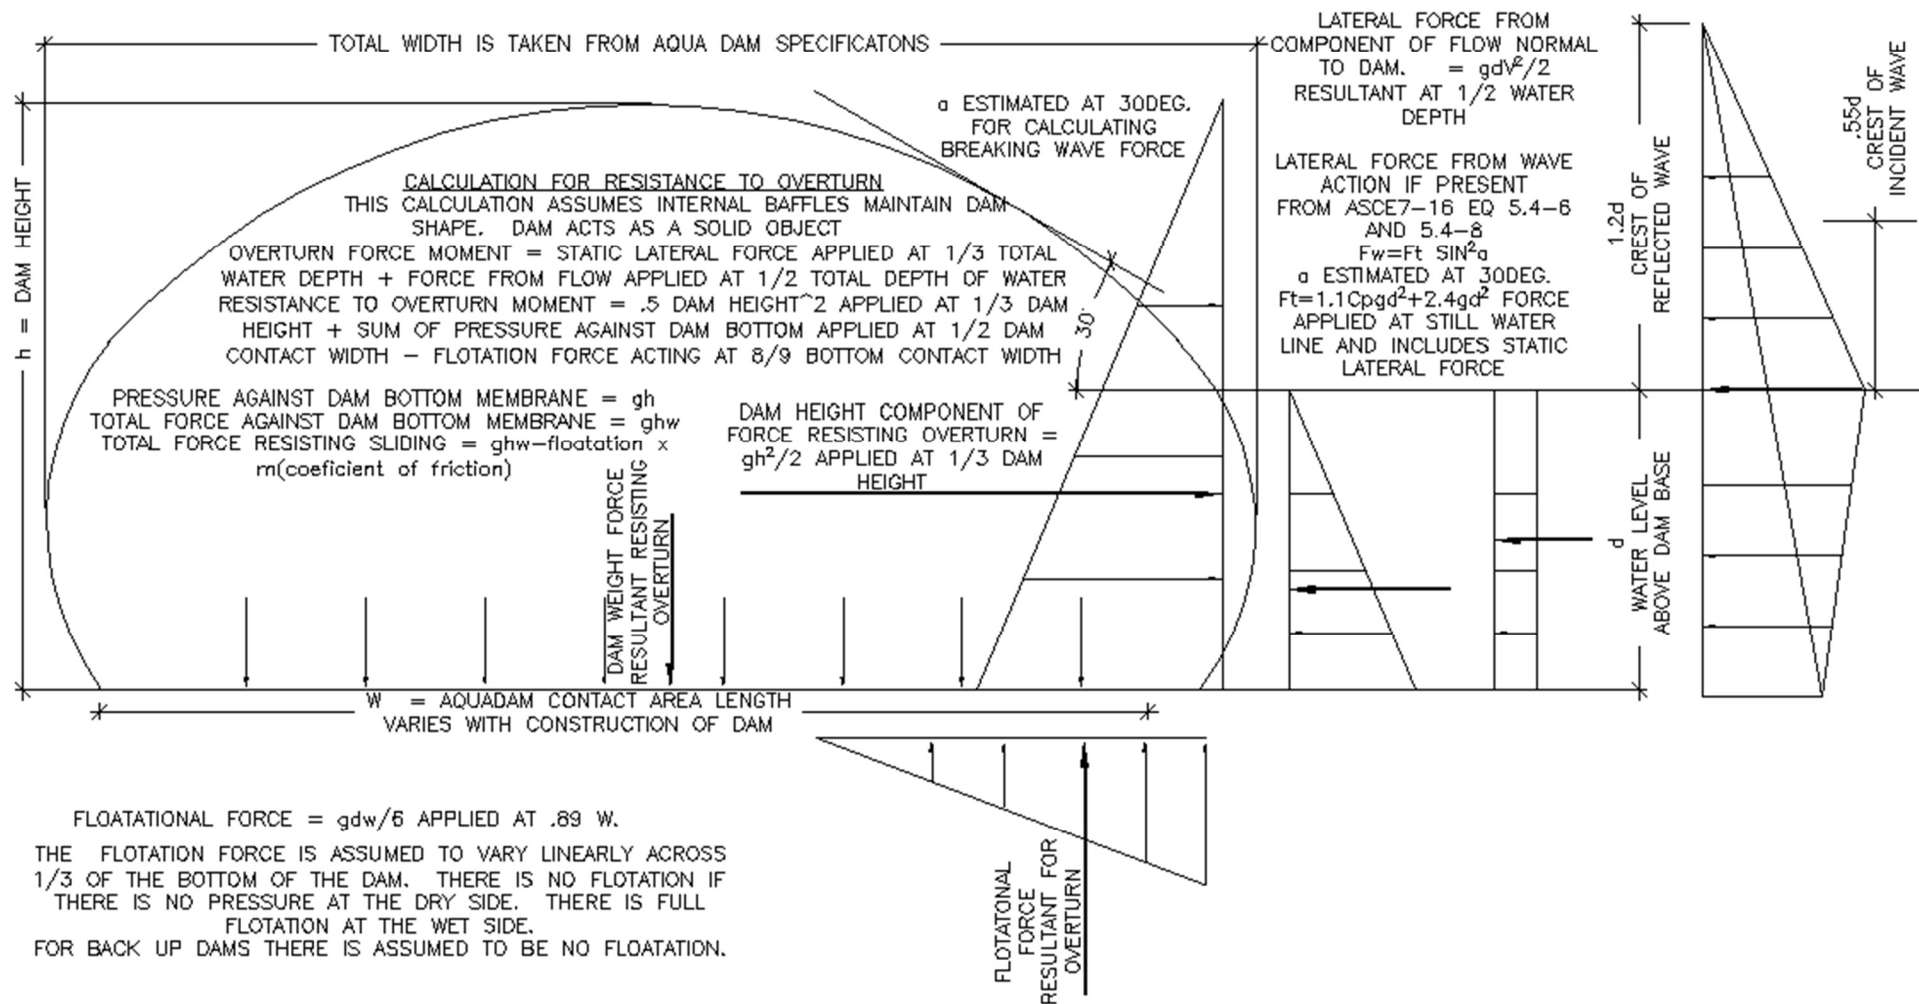 TOTAL WIDTH IS TAKEN FROM AQUA DAM SPECIFICATONS
h = DAM HEIGHT
a ESTIMATED AT 30DEG.
FOR CALCULATING
BREAKING WAVE FORCE
CALCULATION FOR RESISTANCE TO OVERTURN
THIS CALCULATION ASSUMES INTERNAL BAFFLES MAINTAIN DAM
SHAPE. DAM ACTS AS A SOLID OBJECT
OVERTURN FORCE MOMENT = STATIC LATERAL FORCE APPLIED AT 1/3 TOTAL
WATER DEPTH + FORCE FROM FLOW APPLIED AT 1/2 TOTAL DEPTH OF WATER
RESISTANCE TO OVERTURN MOMENT = .5 DAM HEIGHT^2 APPLIED AT 1/3 DAM
HEIGHT + SUM OF PRESSURE AGAINST DAM BOTTOM APPLIED AT 1/2 DAM
CONTACT WIDTH - FLOTATION FORCE ACTING AT 8/9 BOTTOM CONTACT WIDTH
PRESSURE AGAINST DAM BOTTOM MEMBRANE = gh
TOTAL FORCE AGAINST DAM BOTTOM MEMBRANE = ghw
TOTAL FORCE RESISTING SLIDING = ghw-floatation x
m(coeficient of friction)
DAM HEIGHT COMPONENT OF
FORCE RESISTING OVERTURN =
gh²/2 APPLIED AT 1/3 DAM
HEIGHT
30°
DAM WEIGHT FORCE
RESULTANT RESISTING
OVERTURN
W = AQUADAM CONTACT AREA LENGTH
VARIES WITH CONSTRUCTION OF DAM
FLOATATIONAL FORCE = gdw/6 APPLIED AT .89 W.
THE FLOTATION FORCE IS ASSUMED TO VARY LINEARLY ACROSS
1/3 OF THE BOTTOM OF THE DAM. THERE IS NO FLOTATION IF
THERE IS NO PRESSURE AT THE DRY SIDE. THERE IS FULL
FLOTATION AT THE WET SIDE.
FOR BACK UP DAMS THERE IS ASSUMED TO BE NO FLOATATION.
FLOTATONAL
FORCE
RESULTANT FOR
OVERTURN
LATERAL FORCE FROM
COMPONENT OF FLOW NORMAL
TO DAM. = gdV²/2
RESULTANT AT 1/2 WATER
DEPTH
LATERAL FORCE FROM WAVE
ACTION IF PRESENT
FROM ASCE7-16 EQ 5.4-6
AND 5.4-8
Fw=Ft SIN²a
a ESTIMATED AT 30DEG.
Ft=1.1Cpgd²+2.4gd² FORCE
APPLIED AT STILL WATER
LINE AND INCLUDES STATIC
LATERAL FORCE
1.2d
CREST OF
REFLECTED WAVE
d
WATER LEVEL
ABOVE DAM BASE
.55d
CREST OF
INCIDENT WAVE